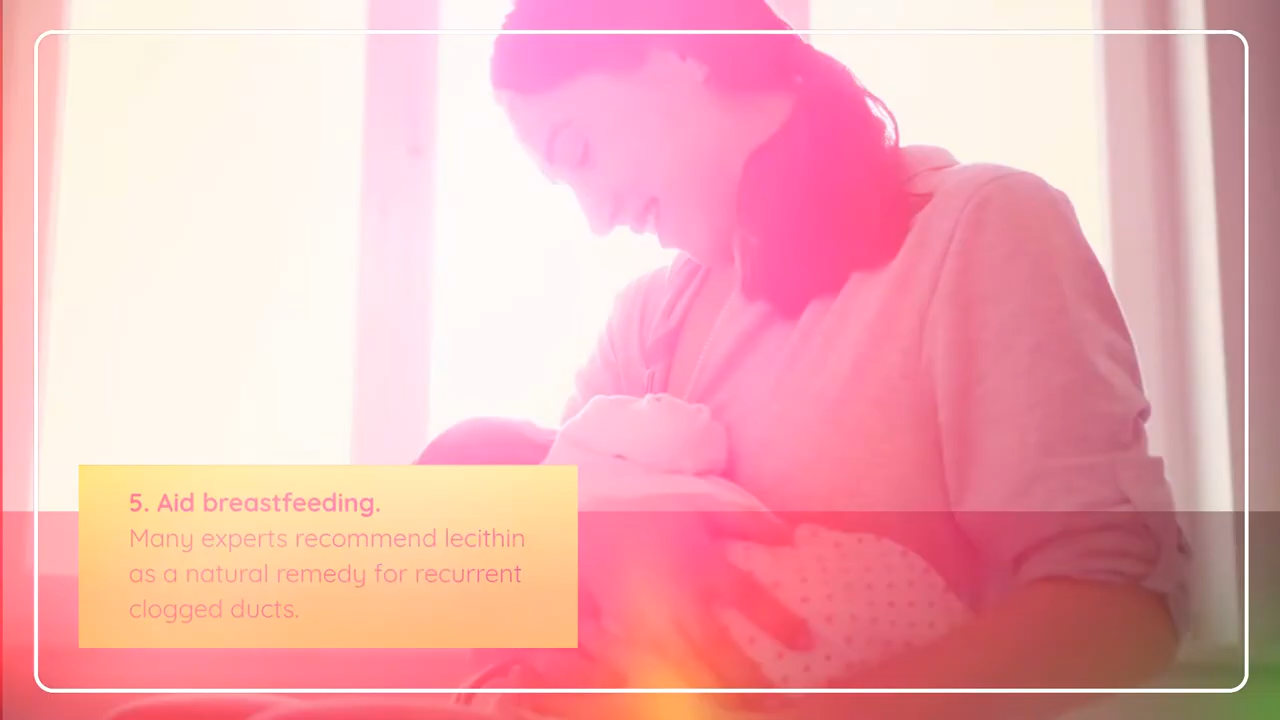 5. Aid breastfeeding.
Many experts recommend lecithin
as a natural remedy for recurrent
clogged ducts.